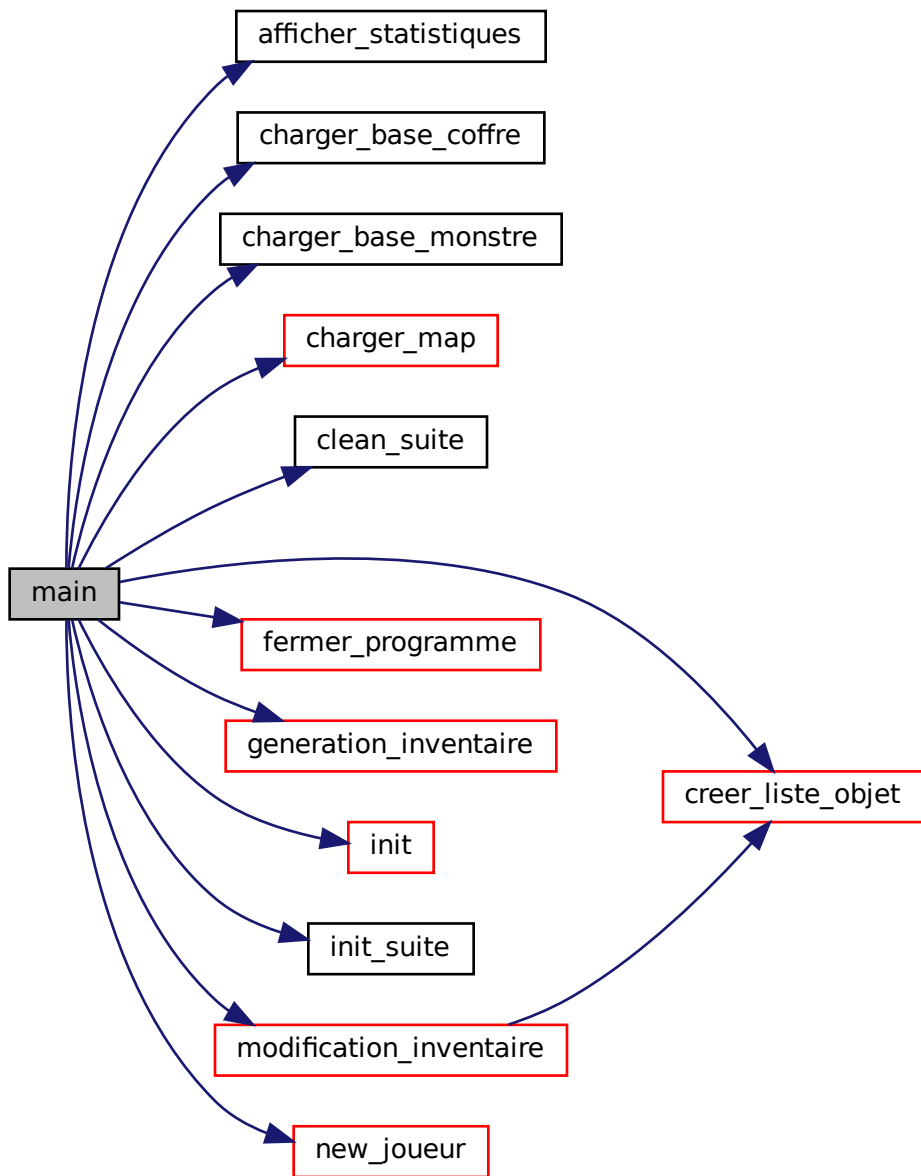 afficher_statistiques
charger_base_coffre
charger_base_monstre
charger_map
clean_suite
main
fermer_programme
generation_inventaire
creer_liste_objet
init
init_suite
modification_inventaire
new_joueur